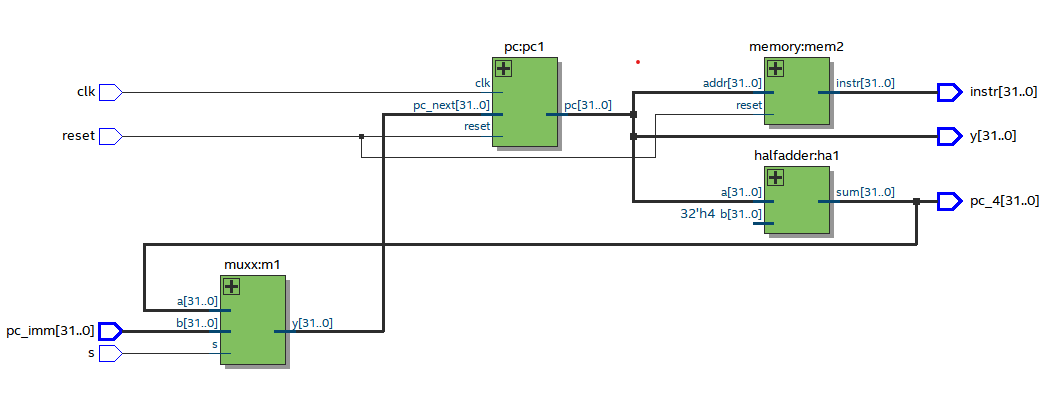 pc:pc1
memory:mem2
clk
clk
addr[31..0]
instr[31..0]
instr[31..0]
pc_next[31..0]
pc[31..0]
reset
reset
reset
y[31..0]
halfadder:ha1
a[31..0]
sum[31..0]
pc_4[31..0]
32'h4 b[31..0]
muxx:m1
a[31..0]
pc_imm[31..0]
b[31..0]
y[31..0]
s
s